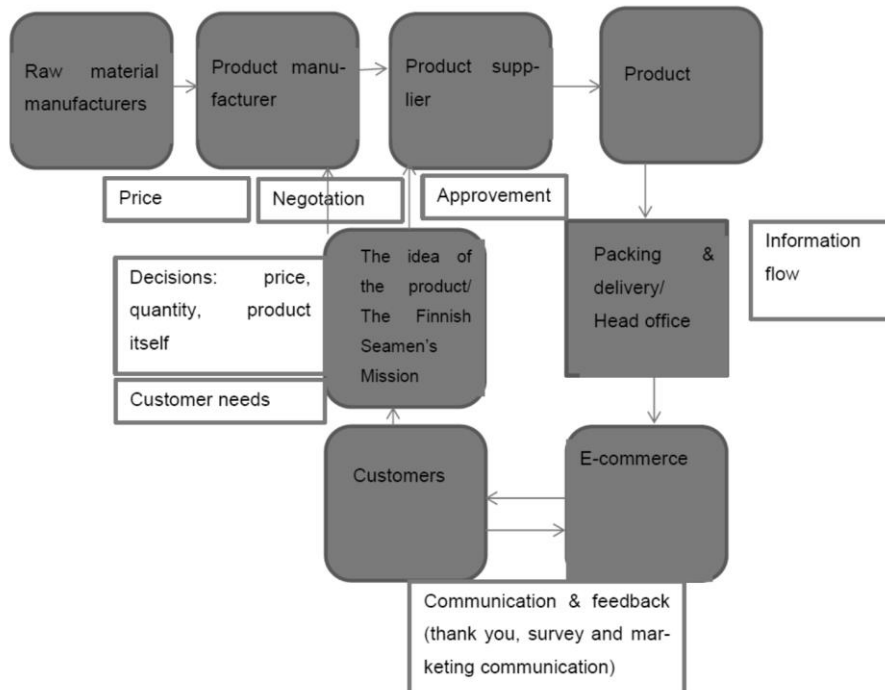 Raw material
manufacturers
Product manu-
facturer
Product supp-
lier
Product
Price
Negotation
Approvement
Decisions: price,
quantity, product
itself
The idea of
the product/
The Finnish
Seamen's
Mission
Packing &
delivery/
Head office
Information
flow
Customer needs
Customers
E-commerce
Communication & feedback
(thank you, survey and mar-
keting communication)